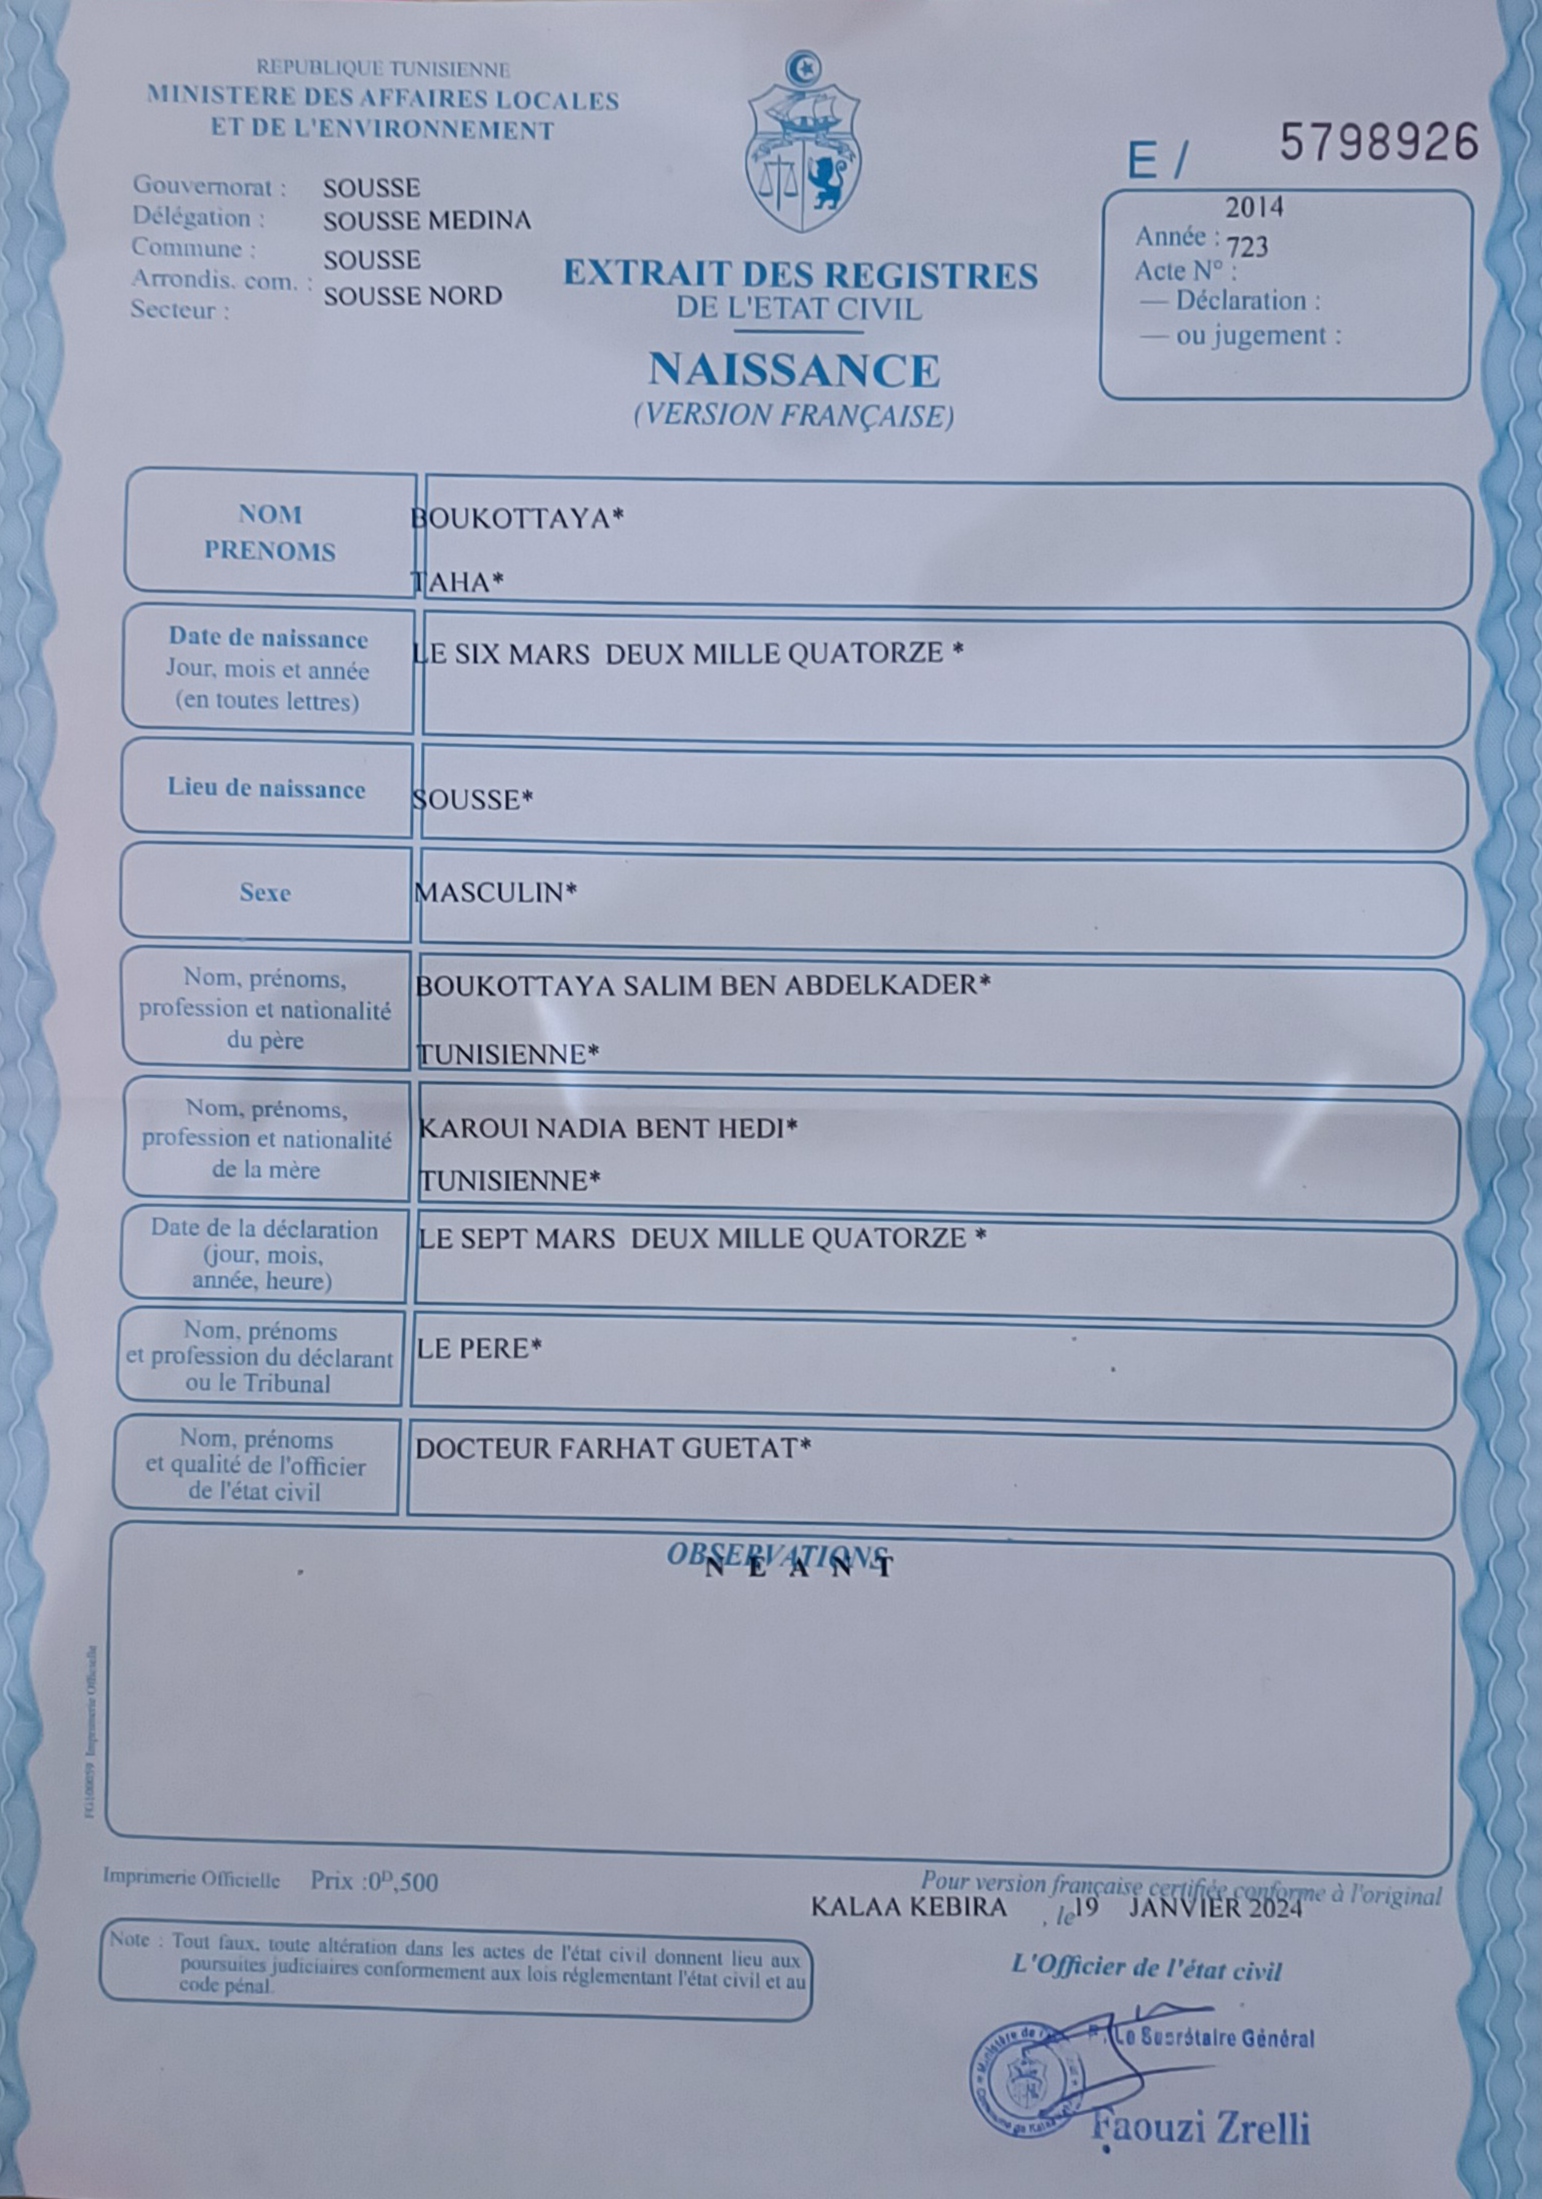 REPUBLIQUE TUNISIENNE
MINISTERE DES AFFAIRES LOCALES
ET DE L'ENVIRONNEMENT
Gouvernorat : SOUSSE
Délégation : SOUSSE MEDINA
Commune : SOUSSE
Arrondis. com. : SOUSSE NORD
Secteur :
EXTRAIT DES REGISTRES
DE L'ETAT CIVIL
NAISSANCE
(VERSION FRANÇAISE)
E / 5798926
2014
Année : 723
Acte N° :
— Déclaration :
— ou jugement :
NOM
PRENOMS
BOUKOTTAYA*
TAHA*
Date de naissance
Jour, mois et année
(en toutes lettres)
LE SIX MARS DEUX MILLE QUATORZE *
Lieu de naissance
SOUSSE*
Sexe
MASCULIN*
Nom, prénoms,
profession et nationalité
du père
BOUKOTTAYA SALIM BEN ABDELKADER*
TUNISIENNE*
Nom, prénoms,
profession et nationalité
de la mère
KAROUI NADIA BENT HEDI*
TUNISIENNE*
Date de la déclaration
(jour, mois,
année, heure)
LE SEPT MARS DEUX MILLE QUATORZE *
Nom, prénoms
et profession du déclarant
ou le Tribunal
LE PERE*
Nom, prénoms
et qualité de l'officier
de l'état civil
DOCTEUR FARHAT GUETAT*
OBSERVATIONS
N E A N T
Imprimerie Officielle Prix :0ᴰ,500
Pour version française certifiée conforme à l'original
KALAA KEBIRA , le 19 JANVIER 2024
Note : Tout faux, toute altération dans les actes de l'état civil donnent lieu aux
poursuites judiciaires conformement aux lois réglementant l'état civil et au
code pénal.
L'Officier de l'état civil
Le Secrétaire Général
Faouzi Zrelli